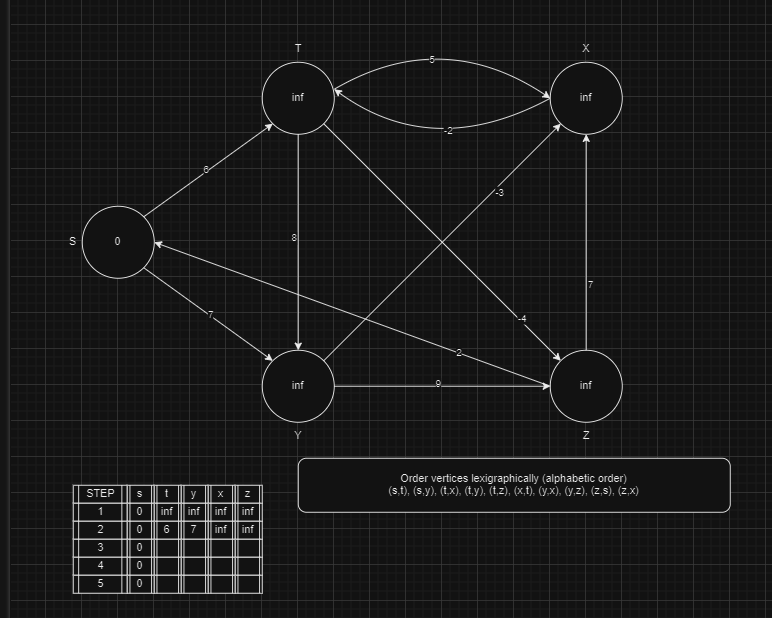 T
X
5
inf
inf
-2
6
-3
S
0
8
7
7
-4
2
inf
9
inf
Y
Z
Order vertices lexigraphically (alphabetic order)
(s,t), (s,y), (t,x), (t,y), (t,z), (x,t), (y,x), (y,z), (z,s), (z,x)
STEP s t y x z
1 0 inf inf inf inf
2 0 6 7 inf inf
3 0
4 0
5 0